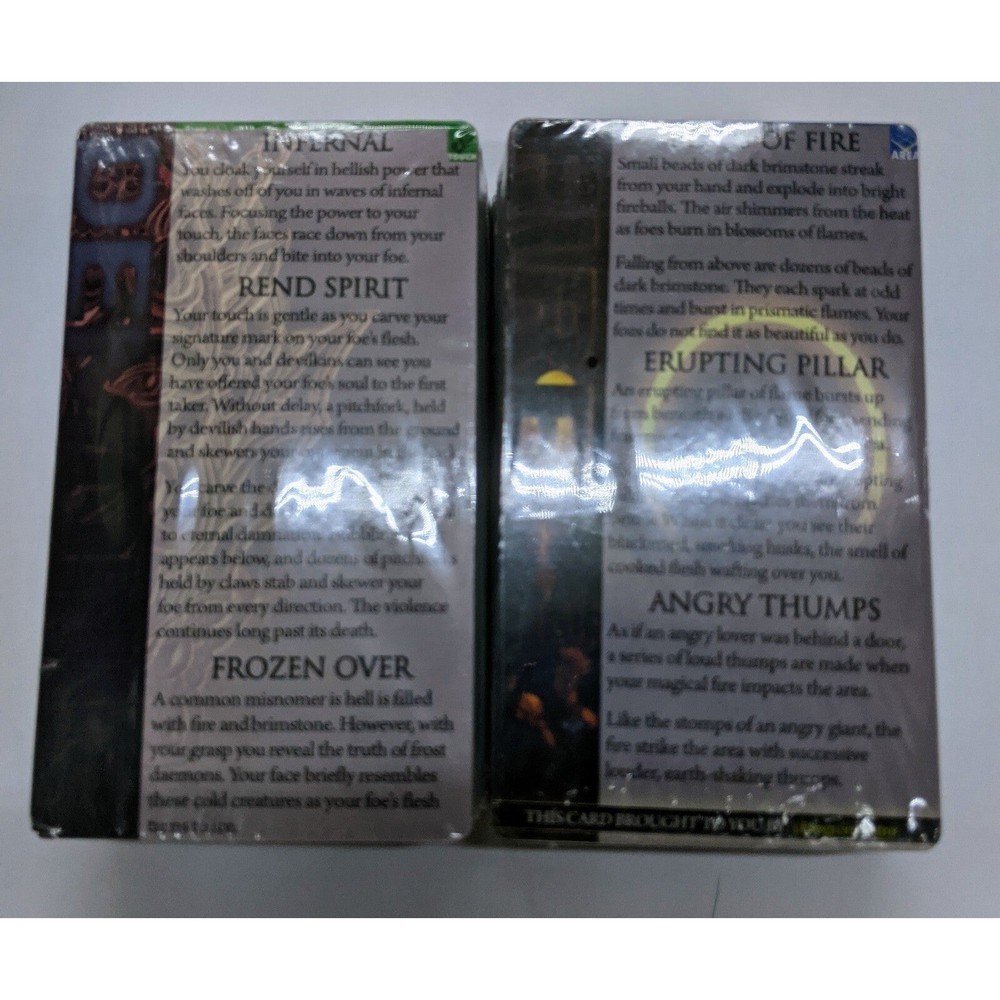 INFERNAL
TOUCH
You cloak yourself in hellish power that
washes off of you in waves of infernal
faces. Focusing the power to your
touch, the faces race down from your
shoulders and bite into your foe.
REND SPIRIT
Your touch is gentle as you carve your
signature mark on your foe's flesh.
Only you and devilkins can see you
have offered your foe's soul to the first
taker. Without delay, a pitchfork, held
by devilish hands rises from the ground
and skewers your
carve the
your foe and
to eternal damnation.
appears below, and dozens of
held by claws stab and skewer your
foe from every direction. The violence
continues long past its death.
FROZEN OVER
A common misnomer is hell is filled
with fire and brimstone. However, with
your grasp you reveal the truth of frost
daemons. Your face briefly resembles
these cold creatures as your foe's flesh
OF FIRE
AREA
Small beads of dark brimstone streak
from your hand and explode into bright
fireballs. The air shimmers from the heat
as foes burn in blossoms of flames.
Falling from above are dozens of beads of
dark brimstone. They each spark at odd
times and burst in prismatic flames. Your
foes do not find it as beautiful as you do.
ERUPTING PILLAR
An erupting pillar of flame bursts up
from beneath
you see their
blackened, smoking husks, the smell of
cooked flesh wafting over you.
ANGRY THUMPS
As if an angry lover was behind a door,
a series of loud thumps are made when
your magical fire impacts the area.
Like the stomps of an angry giant, the
fire strike the area with successive
louder, earth-shaking thumps.
THIS CARD BROUGHT TO YOU BY